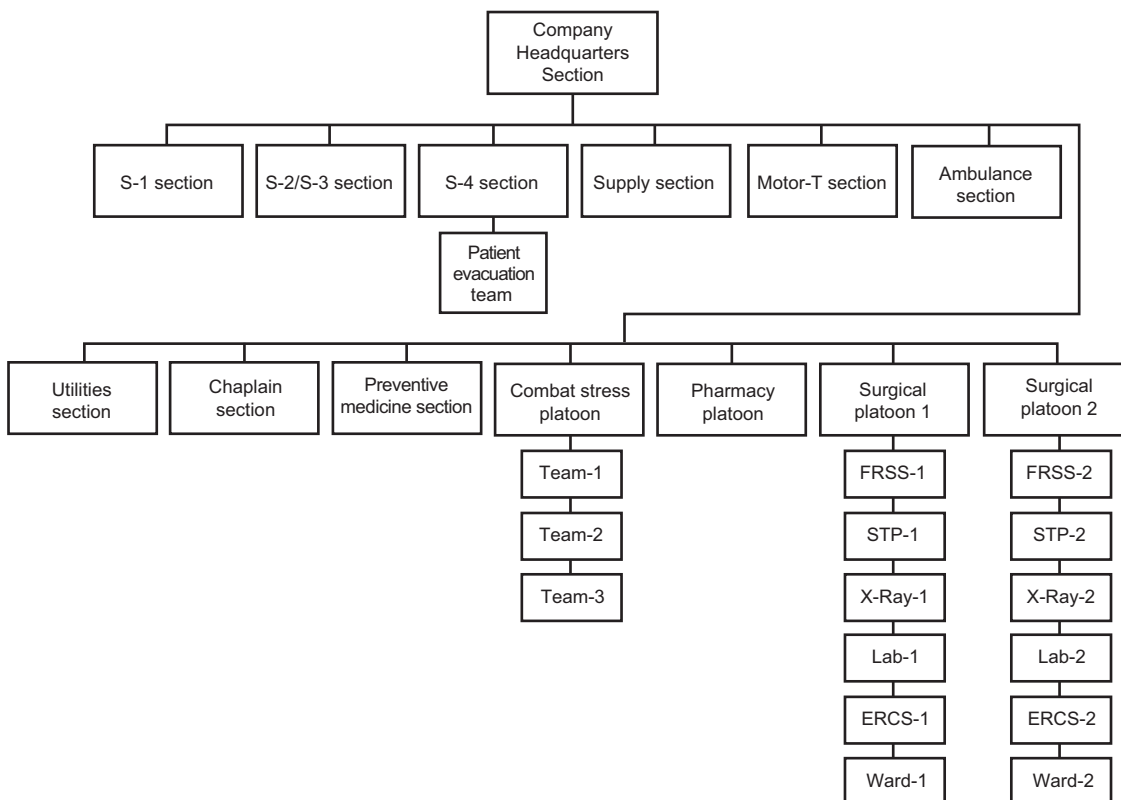 Company
Headquarters
Section
S-1 section
S-2/S-3 section
S-4 section
Supply section
Motor-T section
Ambulance
section
Patient
evacuation
team
Utilities
section
Chaplain
section
Preventive
medicine section
Combat stress
platoon
Pharmacy
platoon
Surgical
platoon 1
Surgical
platoon 2
Team-1
Team-2
Team-3
FRSS-1
STP-1
X-Ray-1
Lab-1
ERCS-1
Ward-1
FRSS-2
STP-2
X-Ray-2
Lab-2
ERCS-2
Ward-2